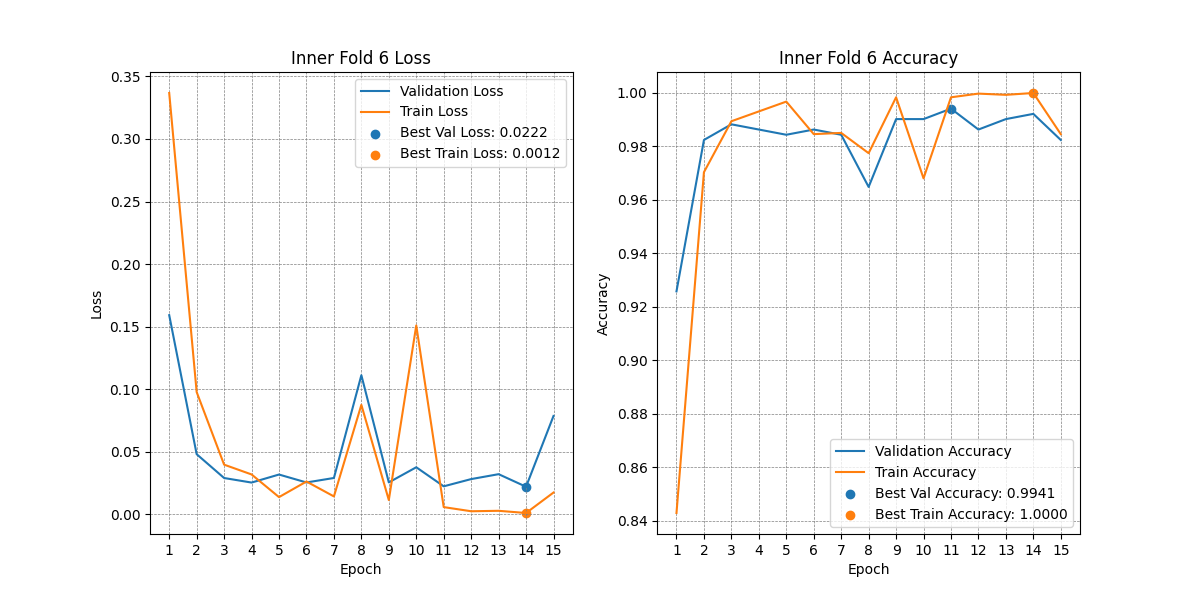 Inner Fold 6 Loss
Loss
0.35
0.30
0.25
0.20
0.15
0.10
0.05
0.00
Validation Loss
Train Loss
Best Val Loss: 0.0222
Best Train Loss: 0.0012
1 2 3 4 5 6 7 8 9 10 11 12 13 14 15
Epoch
Inner Fold 6 Accuracy
Accuracy
1.00
0.98
0.96
0.94
0.92
0.90
0.88
0.86
0.84
Validation Accuracy
Train Accuracy
Best Val Accuracy: 0.9941
Best Train Accuracy: 1.0000
1 2 3 4 5 6 7 8 9 10 11 12 13 14 15
Epoch